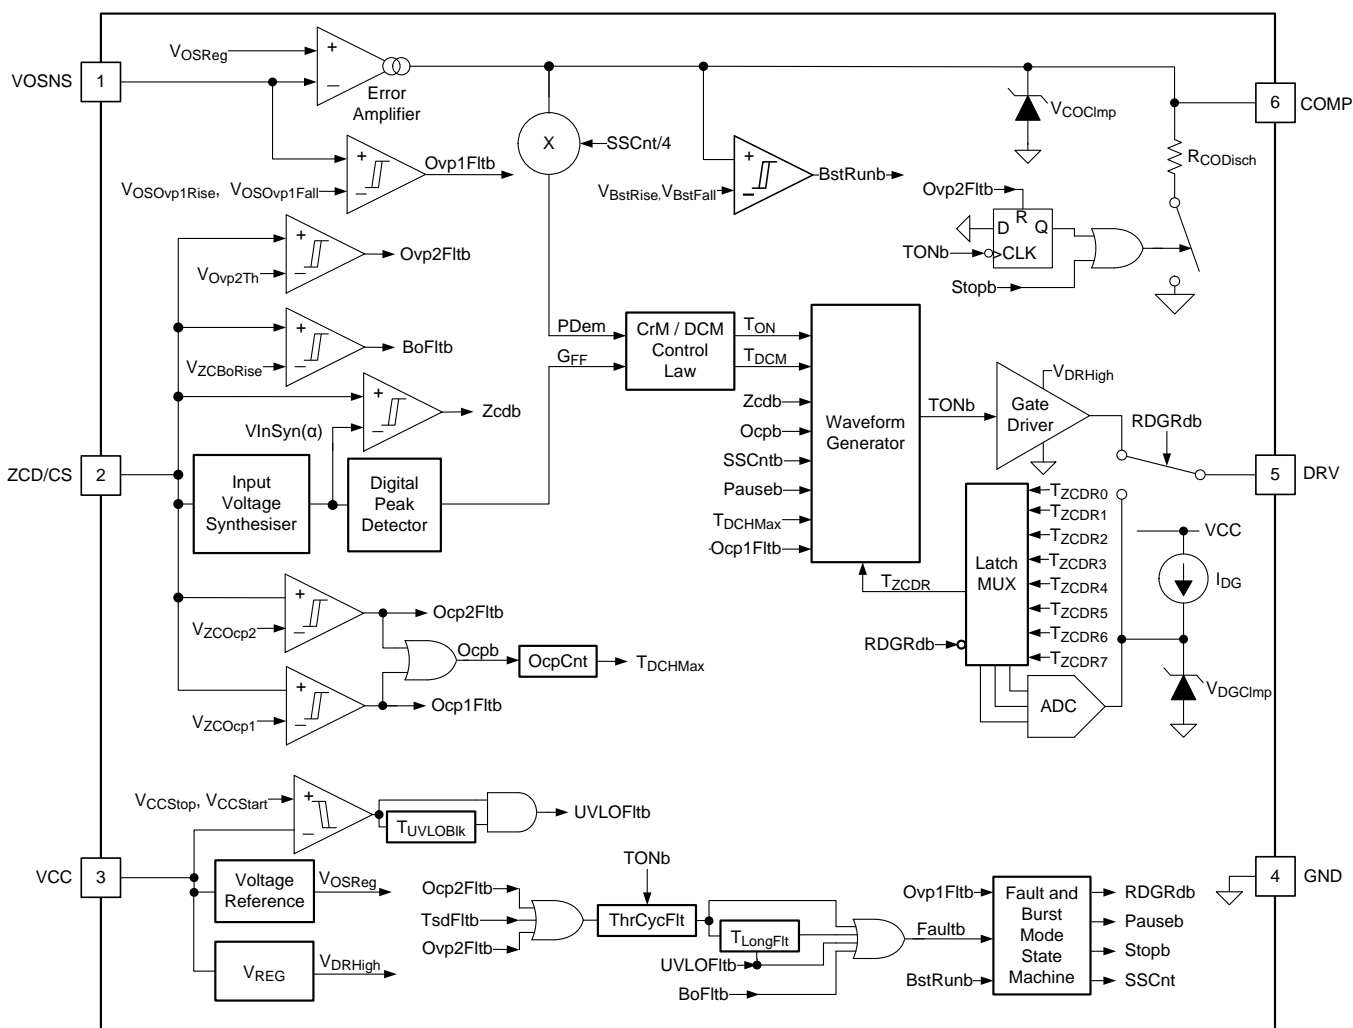 VOSNS
1
VOSReg
+
−
Error
Amplifier
VOSOvp1Rise, VOSOvp1Fall
+
−
Ovp1Fltb
X
SSCnt/4
+
−
VBstRise, VBstFall
BstRunb
VCOClmp
6
COMP
RCODisch
Ovp2Fltb
R
D
Q
CLK
TONb
Stopb
+
−
VOvp2Th
Ovp2Fltb
+
−
VZCBoRise
BoFltb
+
−
Zcdb
VInSyn(α)
ZCD/CS
2
Input
Voltage
Synthesiser
Digital
Peak
Detector
PDem
GFF
CrM / DCM
Control
Law
TON
TDCM
Zcdb
Ocpb
SSCntb
Pauseb
TDCHMax
Ocp1Fltb
Waveform
Generator
TONb
VDRHigh
Gate
Driver
RDGRdb
5
DRV
TZCDR
Latch
MUX
TZCDR0
TZCDR1
TZCDR2
TZCDR3
TZCDR4
TZCDR5
TZCDR6
TZCDR7
RDGRdb
ADC
VCC
IDG
VDGClmp
+
−
VZCOcp2
Ocp2Fltb
Ocpb
OcpCnt
TDCHMax
+
−
VZCOcp1
Ocp1Fltb
VCCStop, VCCStart
+
−
TUVLOBlk
UVLOFltb
VCC
3
Voltage
Reference
VOSReg
VREG
VDRHigh
Ocp2Fltb
TsdFltb
Ovp2Fltb
TONb
ThrCycFlt
TLongFlt
UVLOFltb
BoFltb
Faultb
Ovp1Fltb
BstRunb
Fault and
Burst
Mode
State
Machine
RDGRdb
Pauseb
Stopb
SSCnt
4
GND